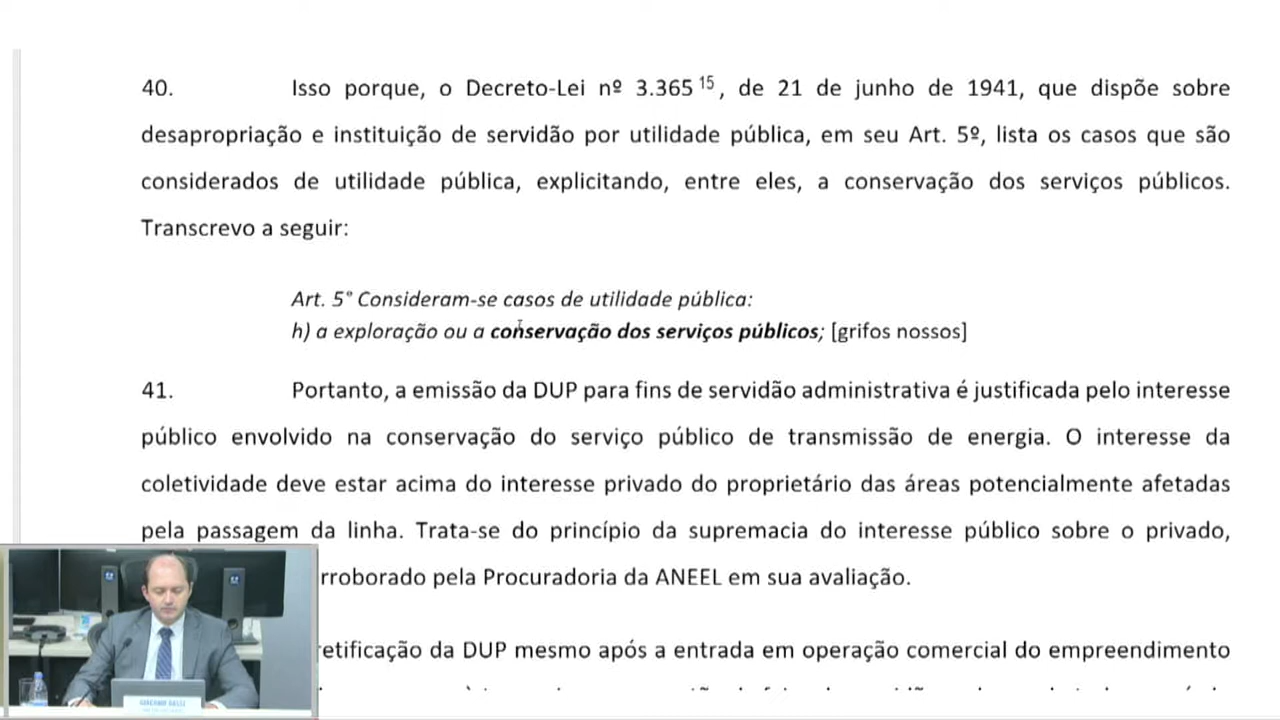 40. Isso porque, o Decreto-Lei nº 3.365 15, de 21 de junho de 1941, que dispõe sobre
desapropriação e instituição de servidão por utilidade pública, em seu Art. 5º, lista os casos que são
considerados de utilidade pública, explicitando, entre eles, a conservação dos serviços públicos.
Transcrevo a seguir:
Art. 5° Consideram-se casos de utilidade pública:
h) a exploração ou a conservação dos serviços públicos; [grifos nossos]
41. Portanto, a emissão da DUP para fins de servidão administrativa é justificada pelo interesse
público envolvido na conservação do serviço público de transmissão de energia. O interesse da
coletividade deve estar acima do interesse privado do proprietário das áreas potencialmente afetadas
pela passagem da linha. Trata-se do princípio da supremacia do interesse público sobre o privado,
rroborado pela Procuradoria da ANEEL em sua avaliação.
etificação da DUP mesmo após a entrada em operação comercial do empreendimento